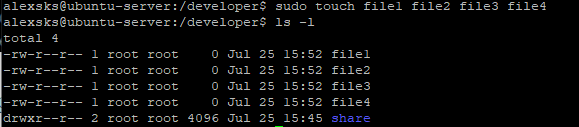 alexsks@ubuntu-server:/developer$ sudo touch file1 file2 file3 file4
alexsks@ubuntu-server:/developer$ ls -l
total 4
-rw-r--r-- 1 root root    0 Jul 25 15:52 file1
-rw-r--r-- 1 root root    0 Jul 25 15:52 file2
-rw-r--r-- 1 root root    0 Jul 25 15:52 file3
-rw-r--r-- 1 root root    0 Jul 25 15:52 file4
drwxr--r-- 2 root root 4096 Jul 25 15:45 share